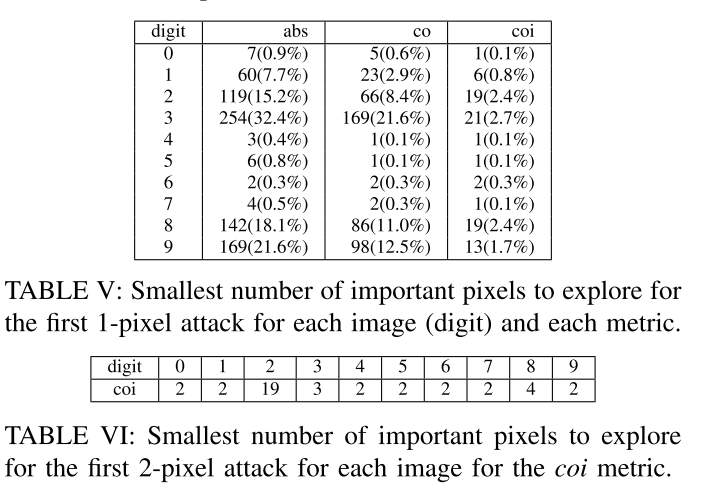 digit abs co coi
0 7(0.9%) 5(0.6%) 1(0.1%)
1 60(7.7%) 23(2.9%) 6(0.8%)
2 119(15.2%) 66(8.4%) 19(2.4%)
3 254(32.4%) 169(21.6%) 21(2.7%)
4 3(0.4%) 1(0.1%) 1(0.1%)
5 6(0.8%) 1(0.1%) 1(0.1%)
6 2(0.3%) 2(0.3%) 2(0.3%)
7 4(0.5%) 2(0.3%) 1(0.1%)
8 142(18.1%) 86(11.0%) 19(2.4%)
9 169(21.6%) 98(12.5%) 13(1.7%)
TABLE V: Smallest number of important pixels to explore for
the first 1-pixel attack for each image (digit) and each metric.
digit 0 1 2 3 4 5 6 7 8 9
coi 2 2 19 3 2 2 2 2 4 2
TABLE VI: Smallest number of important pixels to explore
for the first 2-pixel attack for each image for the coi metric.